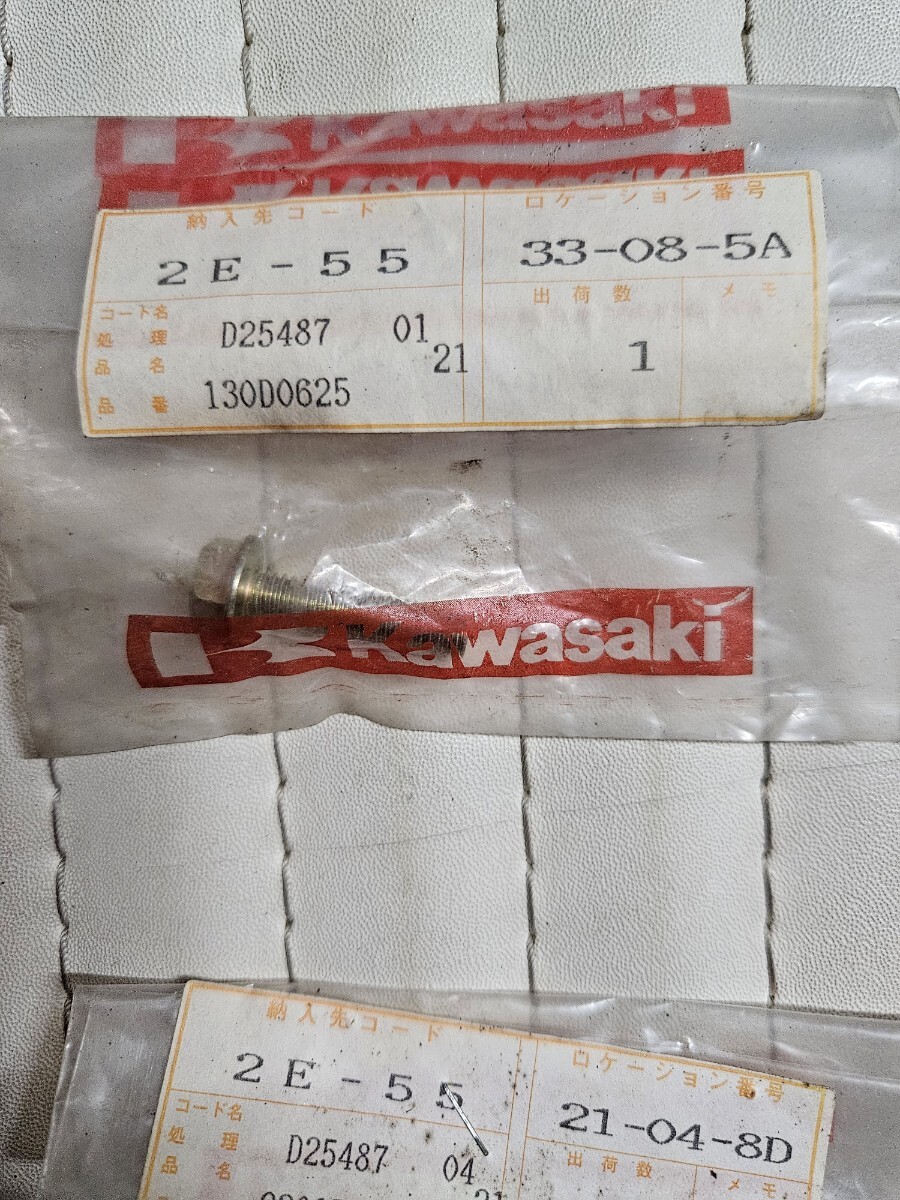 Kawasaki
Kawasaki
納入先コード ロケーション番号
2E-55 33-08-5A
コード名 出荷数 メモ
処理 D25487 01
品名 21 1
品番 130D0625
Kawasaki
納入先コード ロケーション番号
2E-55 21-04-8D
コード名 出荷数 メモ
処理 D25487 04
品名 21